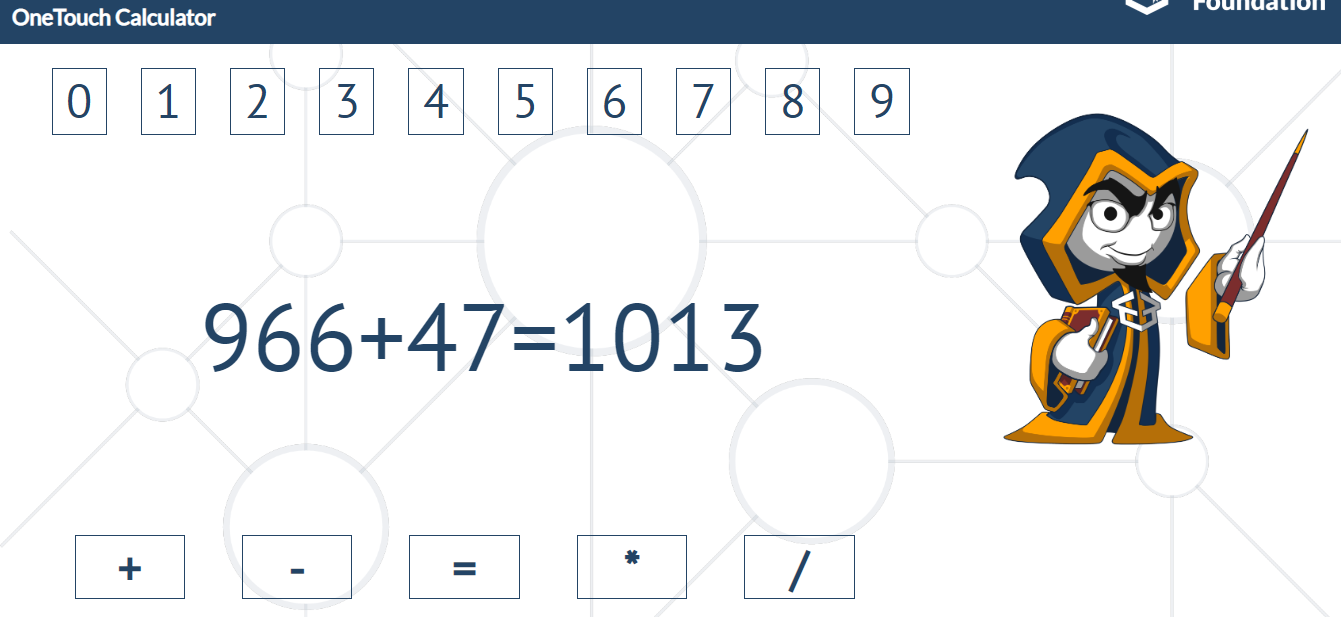 Foundation
OneTouch Calculator
0 1 2 3 4 5 6 7 8 9
966+47=1013
+ - = * /